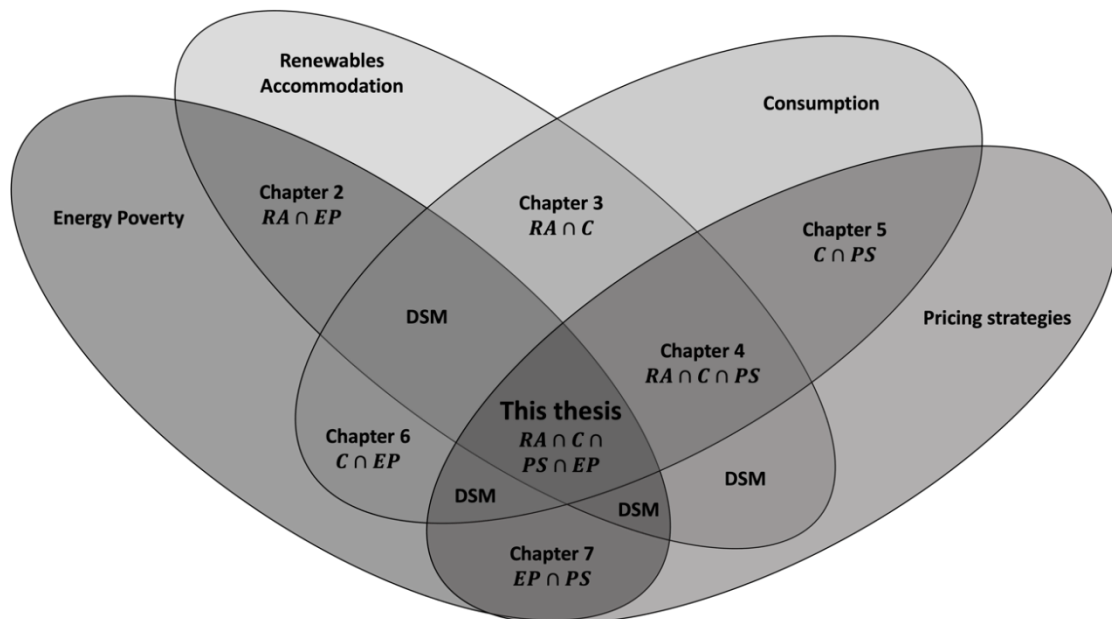 Renewables
Accommodation
Consumption
Energy Poverty
Chapter 2
RA ∩ EP
Chapter 3
RA ∩ C
Chapter 5
C ∩ PS
Pricing strategies
DSM
Chapter 4
RA ∩ C ∩ PS
This thesis
RA ∩ C ∩
PS ∩ EP
Chapter 6
C ∩ EP
DSM
DSM
DSM
Chapter 7
EP ∩ PS